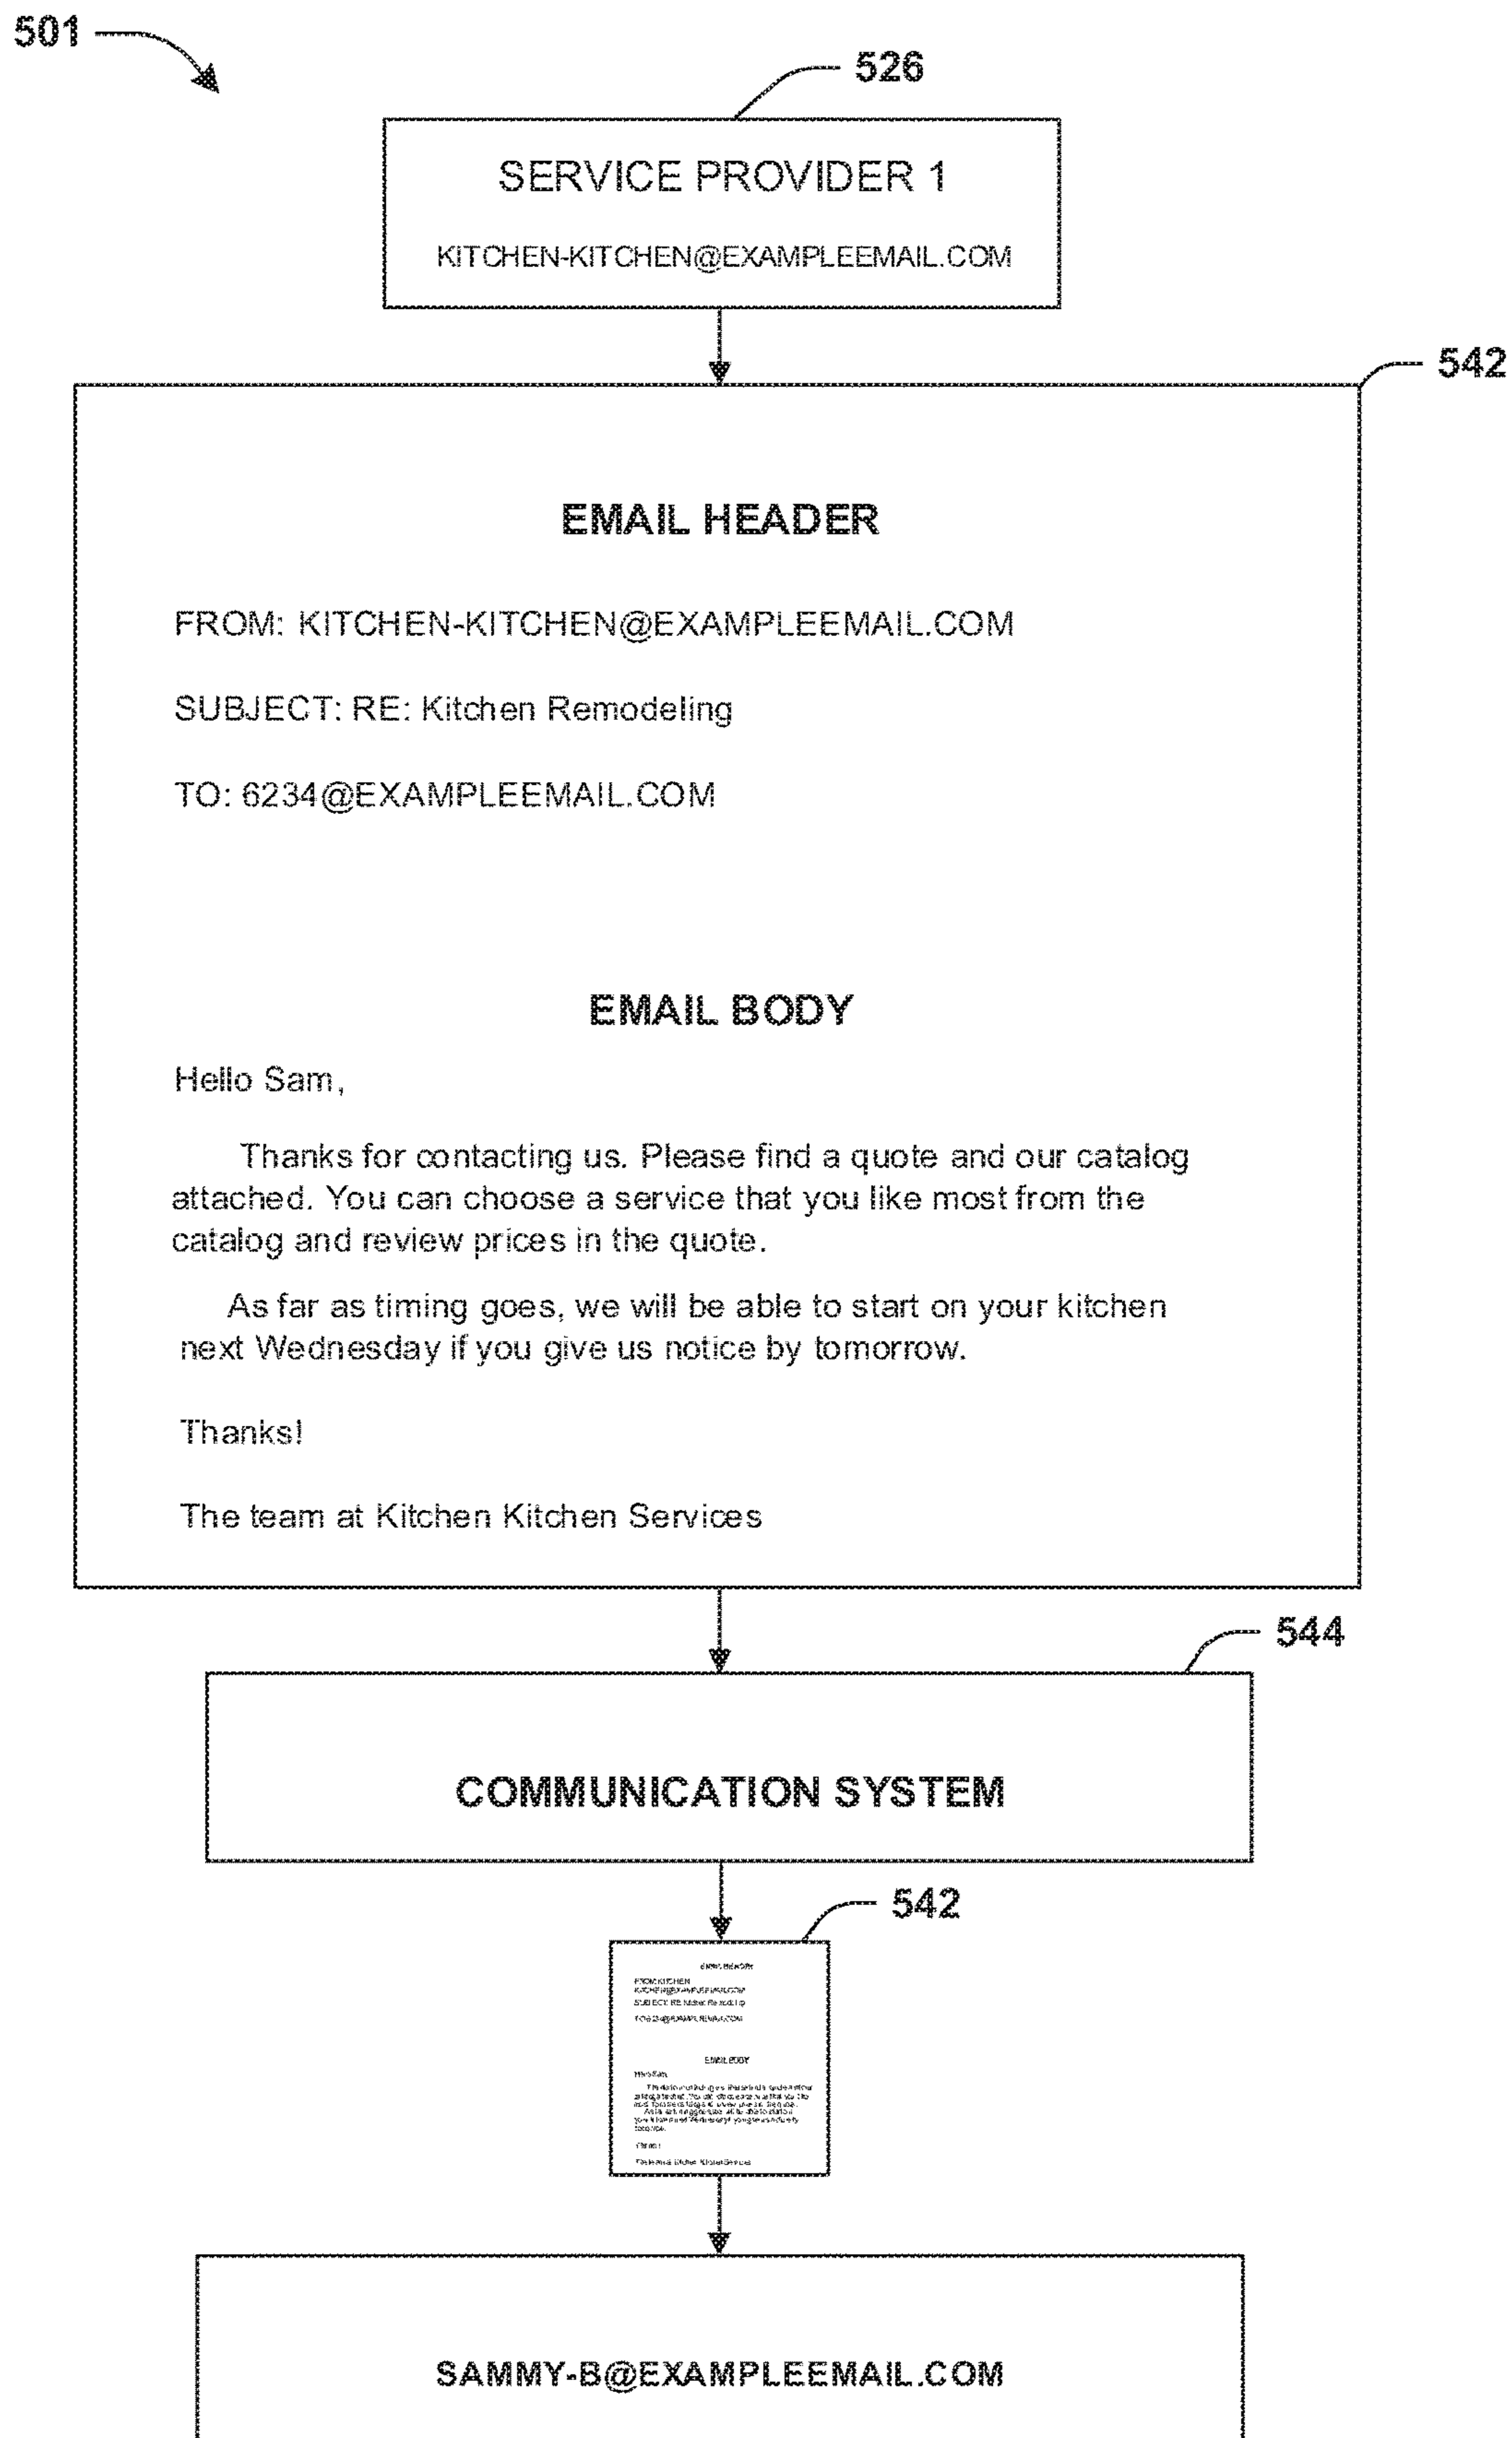 501
526
SERVICE PROVIDER 1
KITCHEN-KITCHEN@EXAMPLEEMAIL.COM
542
EMAIL HEADER
FROM: KITCHEN-KITCHEN@EXAMPLEEMAIL.COM
SUBJECT: RE: Kitchen Remodeling
TO: 6234@EXAMPLEEMAIL.COM
EMAIL BODY
Hello Sam,
Thanks for contacting us. Please find a quote and our catalog
attached. You can choose a service that you like most from the
catalog and review prices in the quote.
As far as timing goes, we will be able to start on your kitchen
next Wednesday if you give us notice by tomorrow.
Thanks!
The team at Kitchen Kitchen Services
544
COMMUNICATION SYSTEM
542
EMAIL BODY
SAMMY-B@EXAMPLEEMAIL.COM